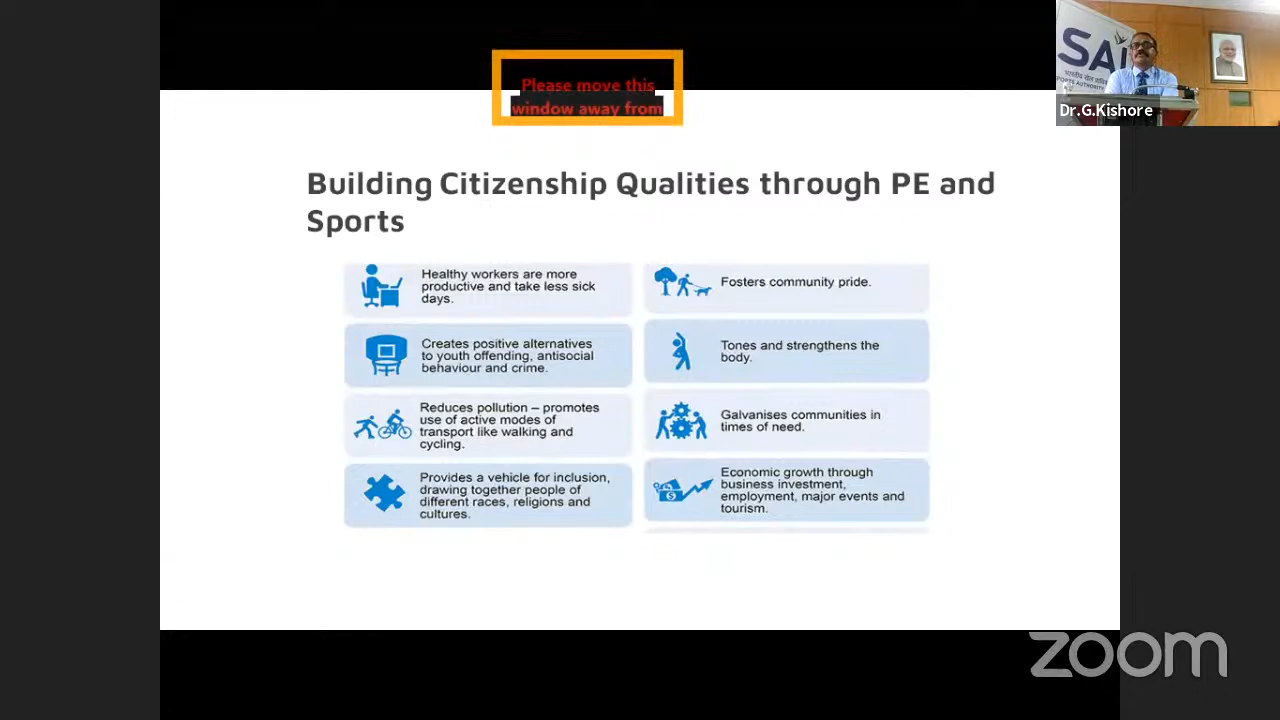 Please move this
window away from
SAI
Dr.G.Kishore
Building Citizenship Qualities through PE and
Sports
Healthy workers are more
productive and take less sick
days.
Creates positive alternatives
to youth offending, antisocial
behaviour and crime.
Reduces pollution – promotes
use of active modes of
transport like walking and
cycling.
Provides a vehicle for inclusion,
drawing together people of
different races, religions and
cultures.
Fosters community pride.
Tones and strengthens the
body.
Galvanises communities in
times of need.
Economic growth through
business investment,
employment, major events and
tourism.
zoom